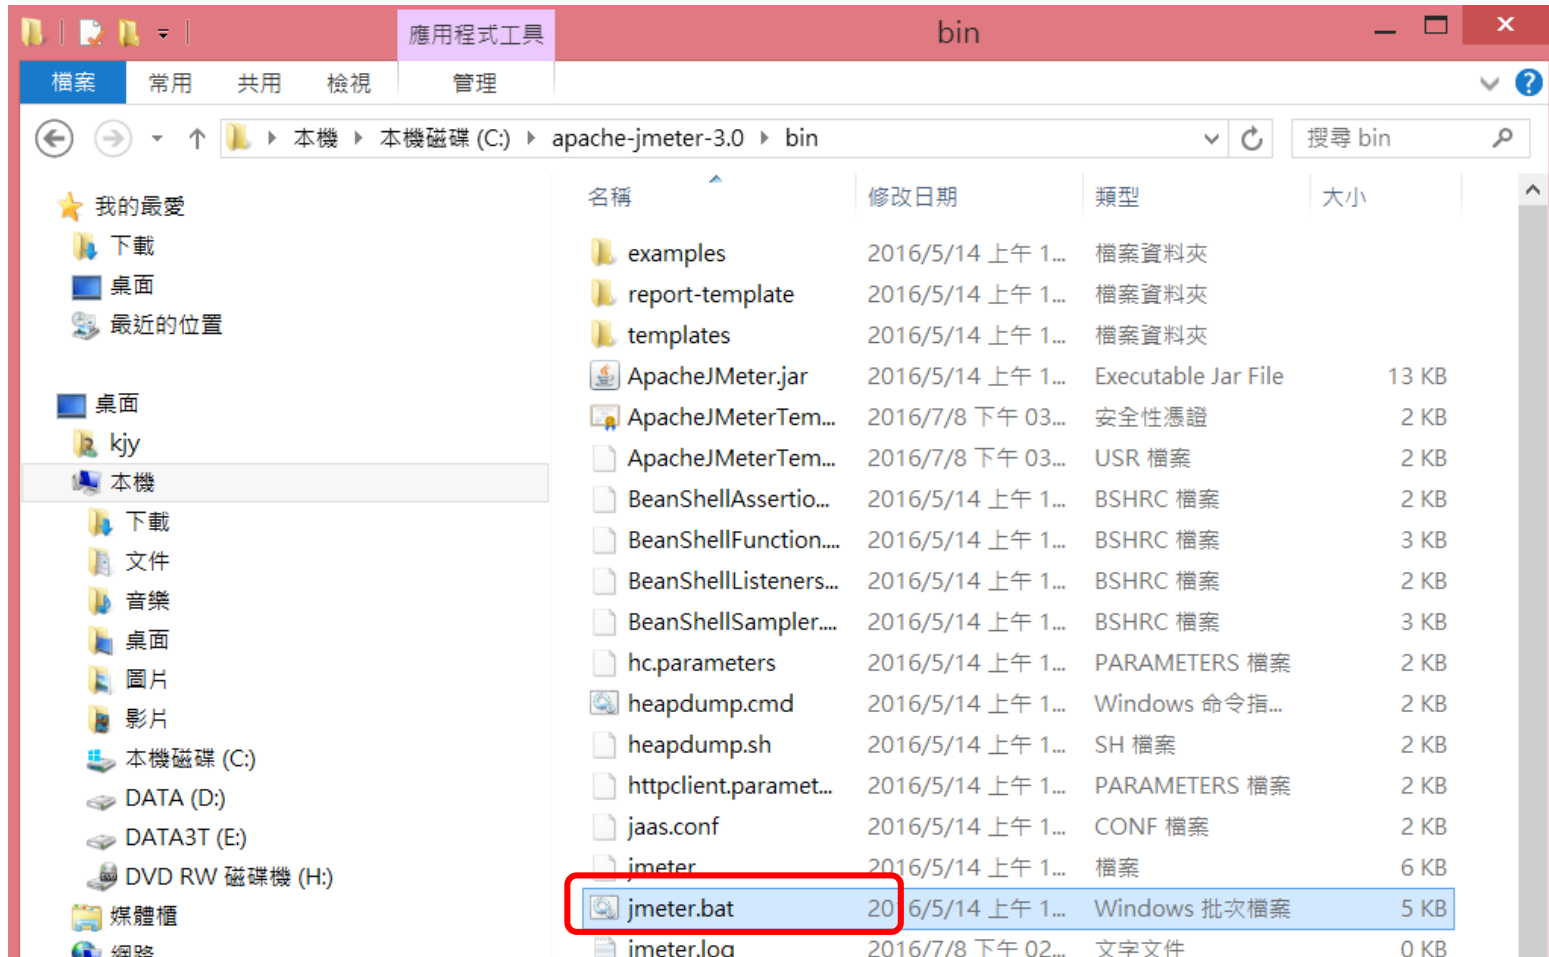 應用程式工具 bin
檔案 常用 共用 檢視 管理
本機 本機磁碟 (C:) apache-jmeter-3.0 bin 搜尋 bin
名稱 修改日期 類型 大小
我的最愛
下載
桌面
最近的位置
桌面
kjy
本機
下載
文件
音樂
桌面
圖片
影片
本機磁碟 (C:)
DATA (D:)
DATA3T (E:)
DVD RW 磁碟機 (H:)
媒體櫃
網路
examples 2016/5/14 上午 1... 檔案資料夾
report-template 2016/5/14 上午 1... 檔案資料夾
templates 2016/5/14 上午 1... 檔案資料夾
ApacheJMeter.jar 2016/5/14 上午 1... Executable Jar File 13 KB
ApacheJMeterTem... 2016/7/8 下午 03... 安全性憑證 2 KB
ApacheJMeterTem... 2016/7/8 下午 03... USR 檔案 2 KB
BeanShellAssertio... 2016/5/14 上午 1... BSHRC 檔案 2 KB
BeanShellFunction.... 2016/5/14 上午 1... BSHRC 檔案 3 KB
BeanShellListeners... 2016/5/14 上午 1... BSHRC 檔案 2 KB
BeanShellSampler.... 2016/5/14 上午 1... BSHRC 檔案 3 KB
hc.parameters 2016/5/14 上午 1... PARAMETERS 檔案 2 KB
heapdump.cmd 2016/5/14 上午 1... Windows 命令指... 2 KB
heapdump.sh 2016/5/14 上午 1... SH 檔案 2 KB
httpclient.paramet... 2016/5/14 上午 1... PARAMETERS 檔案 2 KB
jaas.conf 2016/5/14 上午 1... CONF 檔案 2 KB
jmeter 2016/5/14 上午 1... 檔案 6 KB
jmeter.bat 2016/5/14 上午 1... Windows 批次檔案 5 KB
jmeter.log 2016/7/8 下午 02... 文字文件 0 KB